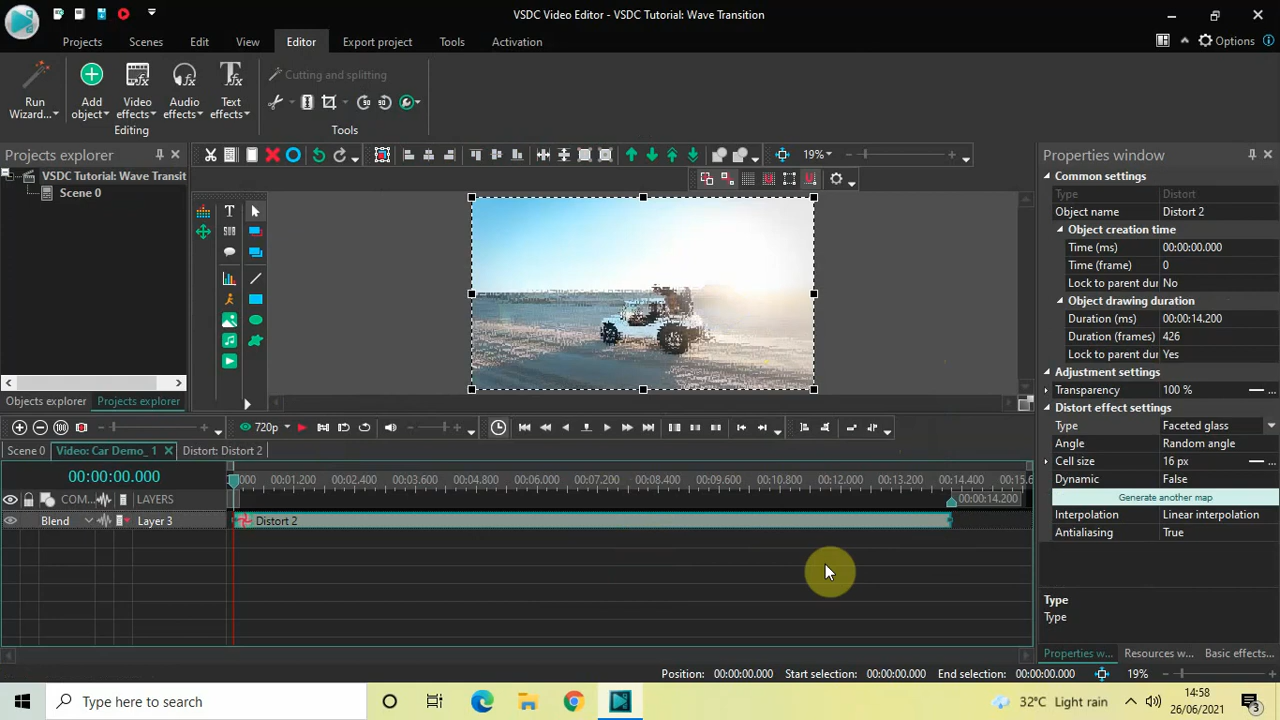 VSDC Video Editor - VSDC Tutorial: Wave Transition
Projects
Scenes
Edit
View
Editor
Export project
Tools
Activation
Options
Run
Wizard...
Add
object
Video
effects
Audio
effects
Text
effects
Cutting and splitting
Editing
Tools
Projects explorer
VSDC Tutorial: Wave Transit
Scene 0
Objects explorer
Projects explorer
19%
Properties window
Common settings
Type Distort
Object name Distort 2
Object creation time
Time (ms) 00:00:00.000
Time (frame) 0
Lock to parent dur No
Object drawing duration
Duration (ms) 00:00:14.200
Duration (frames) 426
Lock to parent dur Yes
Adjustment settings
Transparency 100 % ...
Distort effect settings
Type Faceted glass
Angle Random angle
Cell size 16 px ...
Dynamic False
Generate another map
Interpolation Linear interpolation
Antialiasing True
Type
Type
Properties w...
Resources w...
Basic effects...
720p
Scene 0
Video: Car Demo_ 1
Distort: Distort 2
00:00:00.000
000 00:01.200 00:02.400 00:03.600 00:04.800 00:06.000 00:07.200 00:08.400 00:09.600 00:10.800 00:12.000 00:13.200 00:14.400 00:15.6
00:00:14.200
COM...
LAYERS
Blend
Layer 3
Distort 2
Position: 00:00:00.000
Start selection: 00:00:00.000
End selection: 00:00:00.000
19%
Type here to search
32°C Light rain
14:58
26/06/2021
3